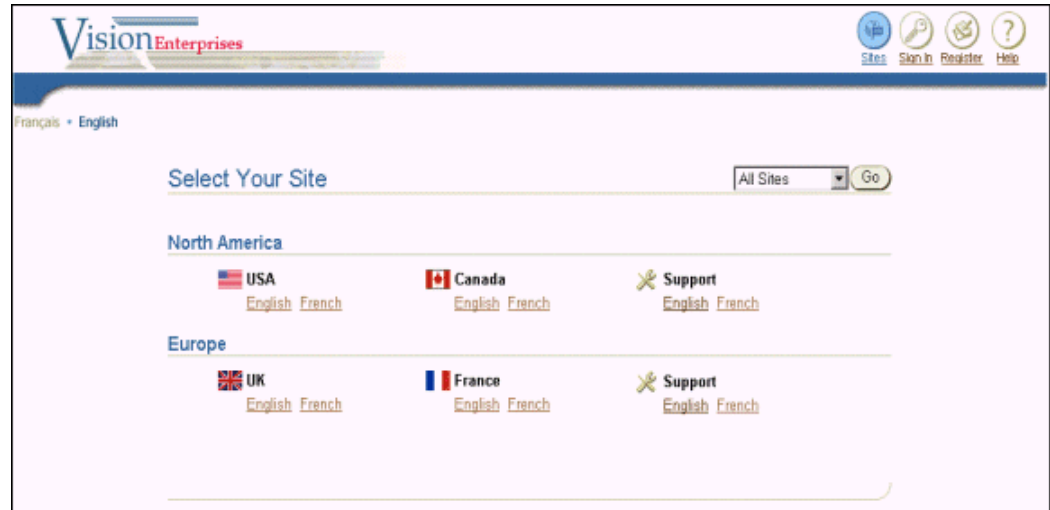 Vision Enterprises
Sites Sign In Register Help
Français • English
Select Your Site
All Sites Go
North America
USA Canada Support
English French English French English French
Europe
UK France Support
English French English French English French